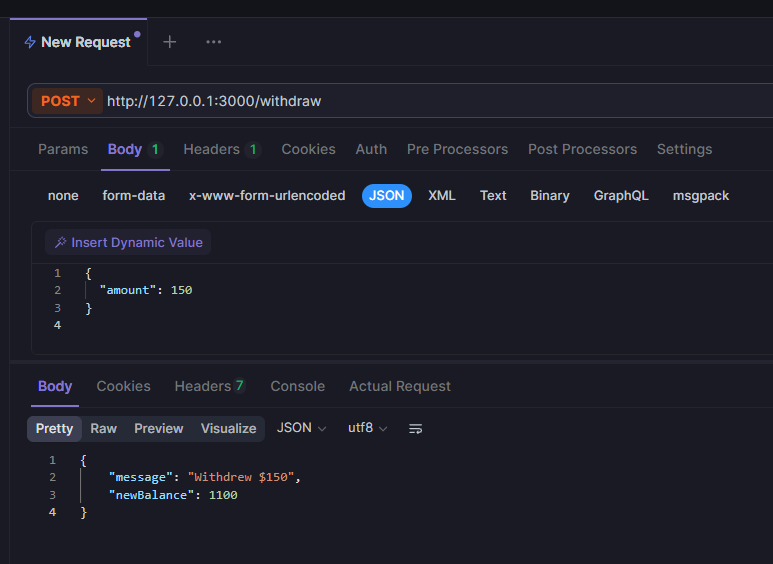 New Request
POST http://127.0.0.1:3000/withdraw
Params Body 1 Headers 1 Cookies Auth Pre Processors Post Processors Settings
none form-data x-www-form-urlencoded JSON XML Text Binary GraphQL msgpack
Insert Dynamic Value
1 {
2 "amount": 150
3 }
4
Body Cookies Headers 7 Console Actual Request
Pretty Raw Preview Visualize JSON utf8
1 {
2 "message": "Withdrew $150",
3 "newBalance": 1100
4 }